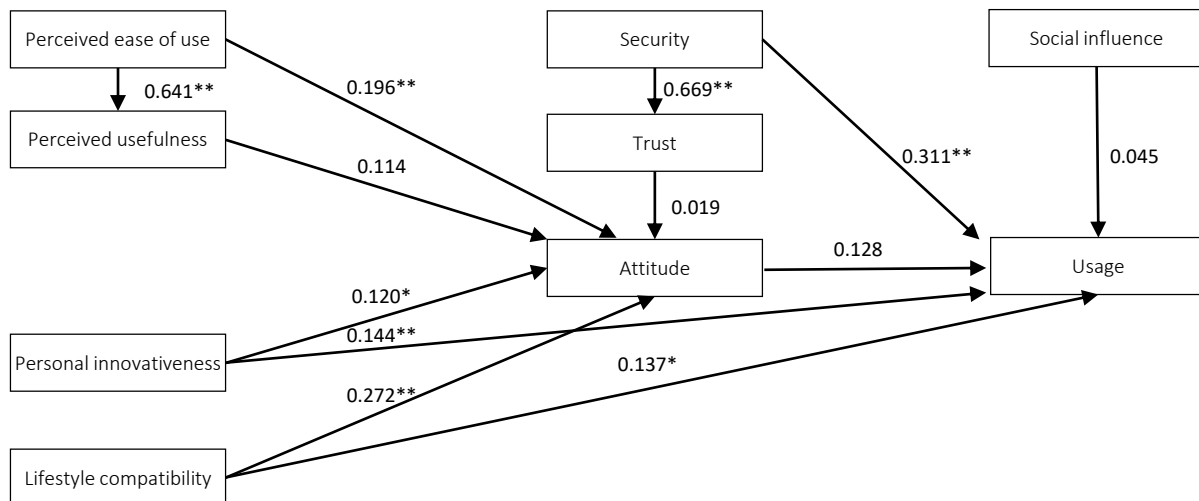 Perceived ease of use
Security
Social influence
0.641**
0.196**
0.669**
Perceived usefulness
Trust
0.114
0.311**
0.045
0.019
Attitude
0.128
Usage
0.120*
0.144**
Personal innovativeness
0.137*
0.272**
Lifestyle compatibility